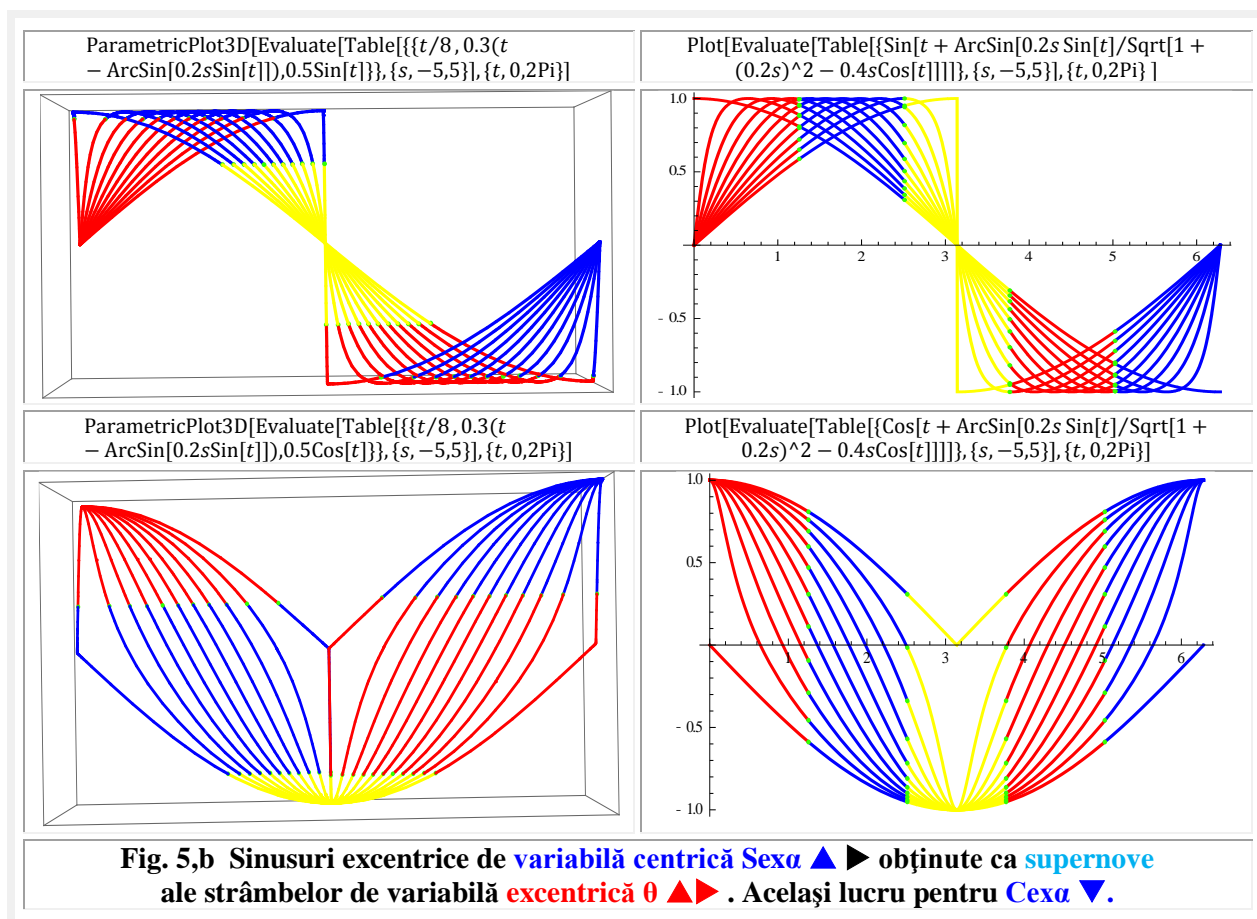 ParametricPlot3D[Evaluate[Table[{{t/8 , 0.3(t
− ArcSin[0.2sSin[t]]),0.5Sin[t]}},{s, −5,5}],{t, 0,2Pi}]
Plot[Evaluate[Table[{Sin[t + ArcSin[0.2s Sin[t]/Sqrt[1 +
(0.2s)^2 − 0.4sCos[t]]]]},{s, −5,5}],{t, 0,2Pi} ]
1.0
0.5
1 2 3 4 5 6
- 0.5
- 1.0
ParametricPlot3D[Evaluate[Table[{{t/8 , 0.3(t
− ArcSin[0.2sSin[t]]),0.5Cos[t]}},{s, −5,5}],{t, 0,2Pi}]
Plot[Evaluate[Table[{Cos[t + ArcSin[0.2s Sin[t]/Sqrt[1 +
0.2s)^2 − 0.4sCos[t]]]]},{s, −5,5}],{t, 0,2Pi}]
1.0
0.5
1 2 3 4 5 6
- 0.5
- 1.0
Fig. 5,b Sinusuri excentrice de variabilă centrică Sexα ▲ ▶ obţinute ca supernove
ale strâmbelor de variabilă excentrică θ ▲▶ . Acelaşi lucru pentru Cexα ▼.